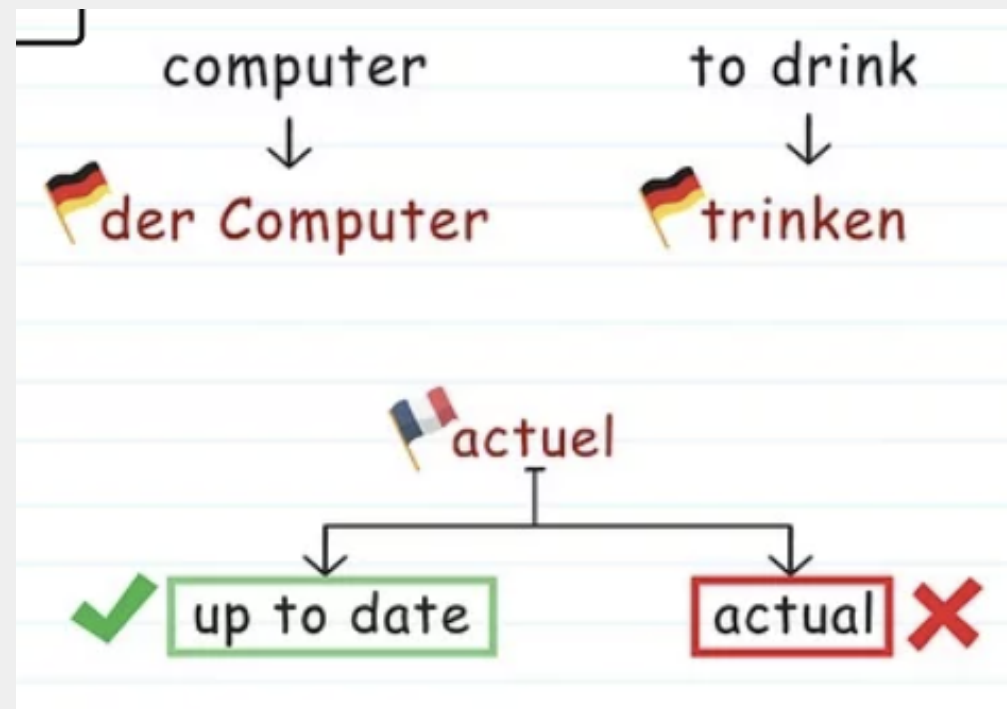 computer
to drink
der Computer
trinken
actuel
up to date
actual